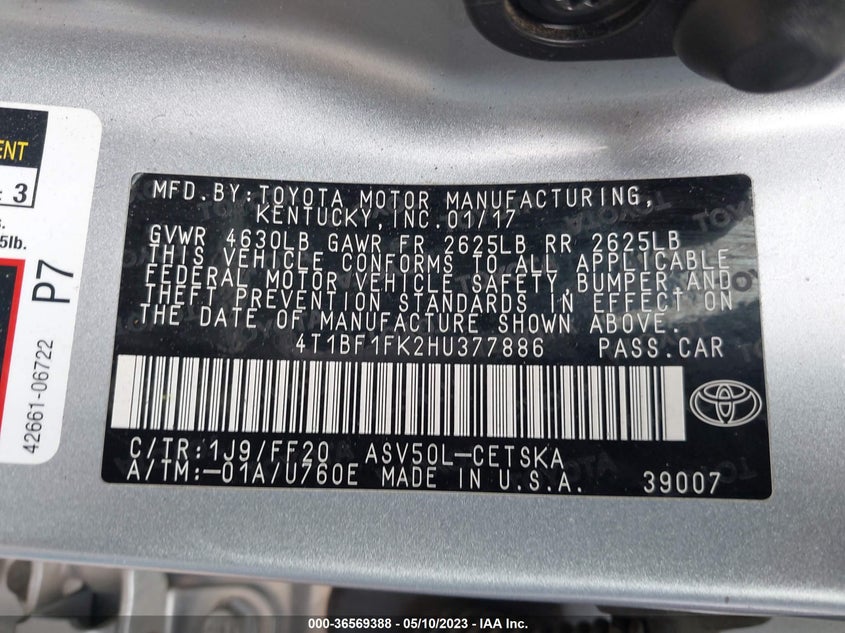 ENT
: 3
s.
5lb.
P7
42661-06722
MFD.BY:TOYOTA MOTOR MANUFACTURING,
KENTUCKY,INC.01/17
GVWR 4630LB GAWR FR 2625LB RR 2625LB
THIS VEHICLE CONFORMS TO ALL APPLICABLE
FEDERAL MOTOR VEHICLE SAFETY,BUMPER,AND
THEFT PREVENTION STANDARDS IN EFFECT ON
THE DATE OF MANUFACTURE SHOWN ABOVE.
4T1BF1FK2HU377886 PASS.CAR
C/TR:1J9/FF20 ASV50L-CETSKA
A/TM:-01A/U760E MADE IN U.S.A. 39007
000-36569388 - 05/10/2023 - IAA Inc.